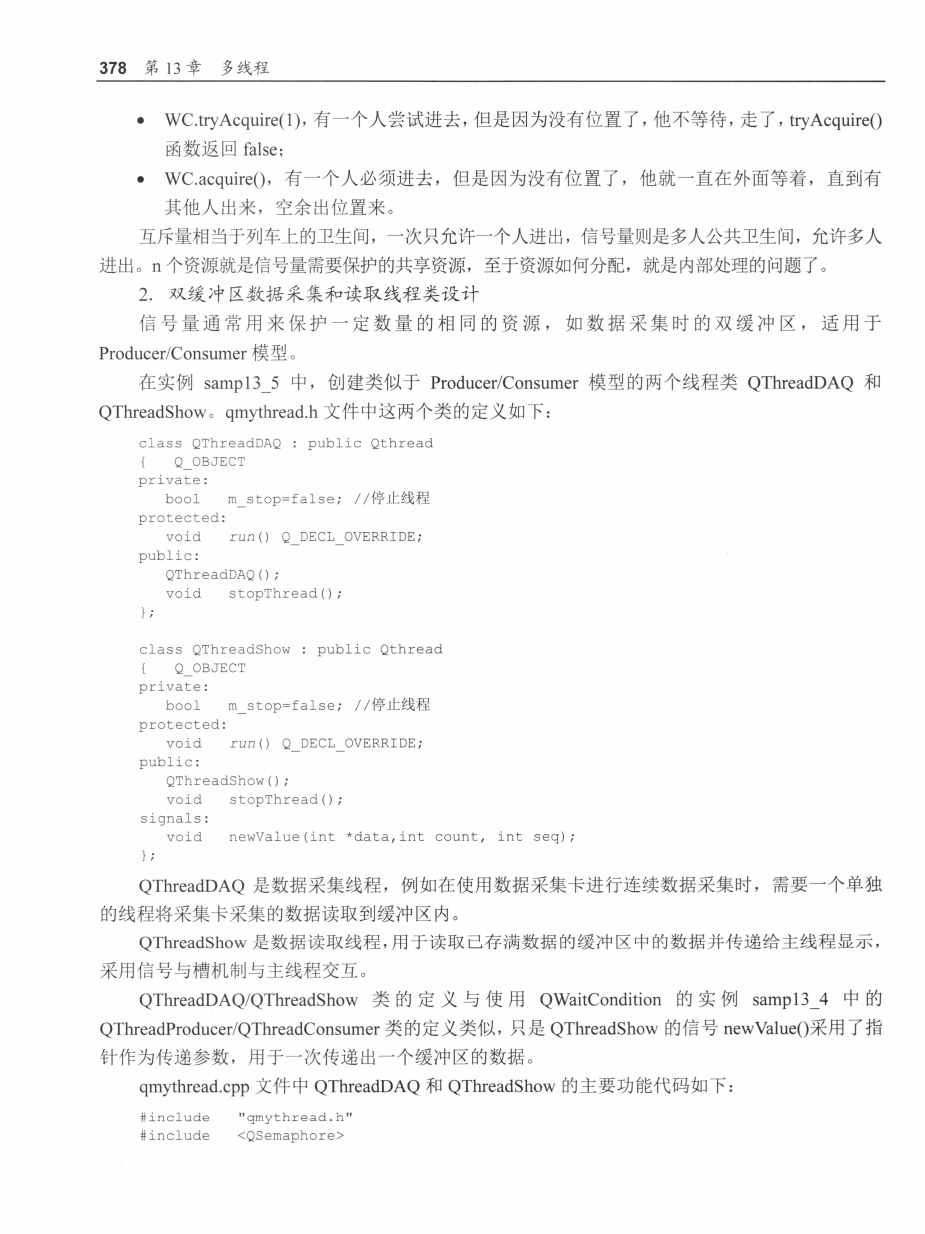 378 第 13 章 多线程
• WC.tryAcquire(1)，有一个人尝试进去，但是因为没有位置了，他不等待，走了，tryAcquire()
函数返回 false；
• WC.acquire()，有一个人必须进去，但是因为没有位置了，他就一直在外面等着，直到有
其他人出来，空余出位置来。
互斥量相当于列车上的卫生间，一次只允许一个人进出，信号量则是多人公共卫生间，允许多人
进出。n 个资源就是信号量需要保护的共享资源，至于资源如何分配，就是内部处理的问题了。
2．双缓冲区数据采集和读取线程类设计
信号量通常用来保护一定数量的相同的资源，如数据采集时的双缓冲区，适用于
Producer/Consumer 模型。
在实例 samp13_5 中，创建类似于 Producer/Consumer 模型的两个线程类 QThreadDAQ 和
QThreadShow。qmythread.h 文件中这两个类的定义如下：
class QThreadDAQ : public Qthread
{ Q_OBJECT
private:
bool m_stop=false; //停止线程
protected:
void run() Q_DECL_OVERRIDE;
public:
QThreadDAQ();
void stopThread();
};
class QThreadShow : public Qthread
{ Q_OBJECT
private:
bool m_stop=false; //停止线程
protected:
void run() Q_DECL_OVERRIDE;
public:
QThreadShow();
void stopThread();
signals:
void newValue(int *data,int count, int seq);
};
QThreadDAQ 是数据采集线程，例如在使用数据采集卡进行连续数据采集时，需要一个单独
的线程将采集卡采集的数据读取到缓冲区内。
QThreadShow 是数据读取线程，用于读取已存满数据的缓冲区中的数据并传递给主线程显示，
采用信号与槽机制与主线程交互。
QThreadDAQ/QThreadShow 类的定义与使用 QWaitCondition 的实例 samp13_4 中的
QThreadProducer/QThreadConsumer 类的定义类似，只是 QThreadShow 的信号 newValue()采用了指
针作为传递参数，用于一次传递出一个缓冲区的数据。
qmythread.cpp 文件中 QThreadDAQ 和 QThreadShow 的主要功能代码如下：
#include "qmythread.h"
#include <QSemaphore>